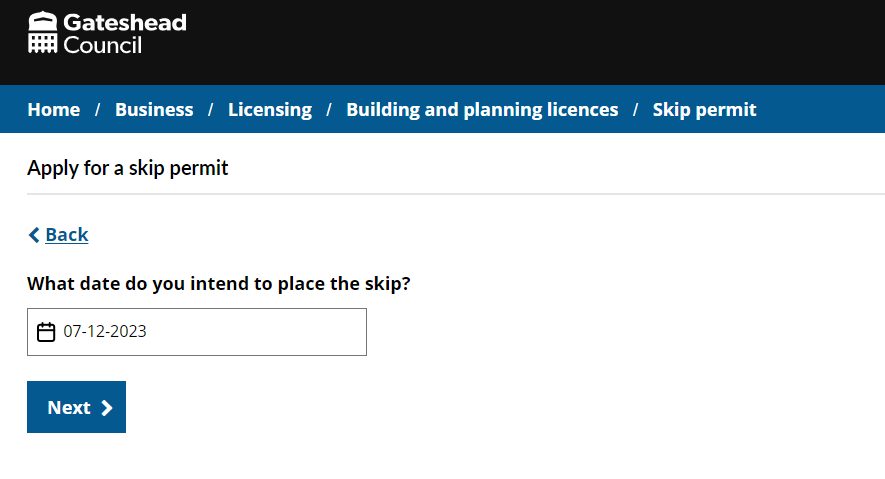 Gateshead
Council
Home / Business / Licensing / Building and planning licences / Skip permit
Apply for a skip permit
Back
What date do you intend to place the skip?
07-12-2023
Next